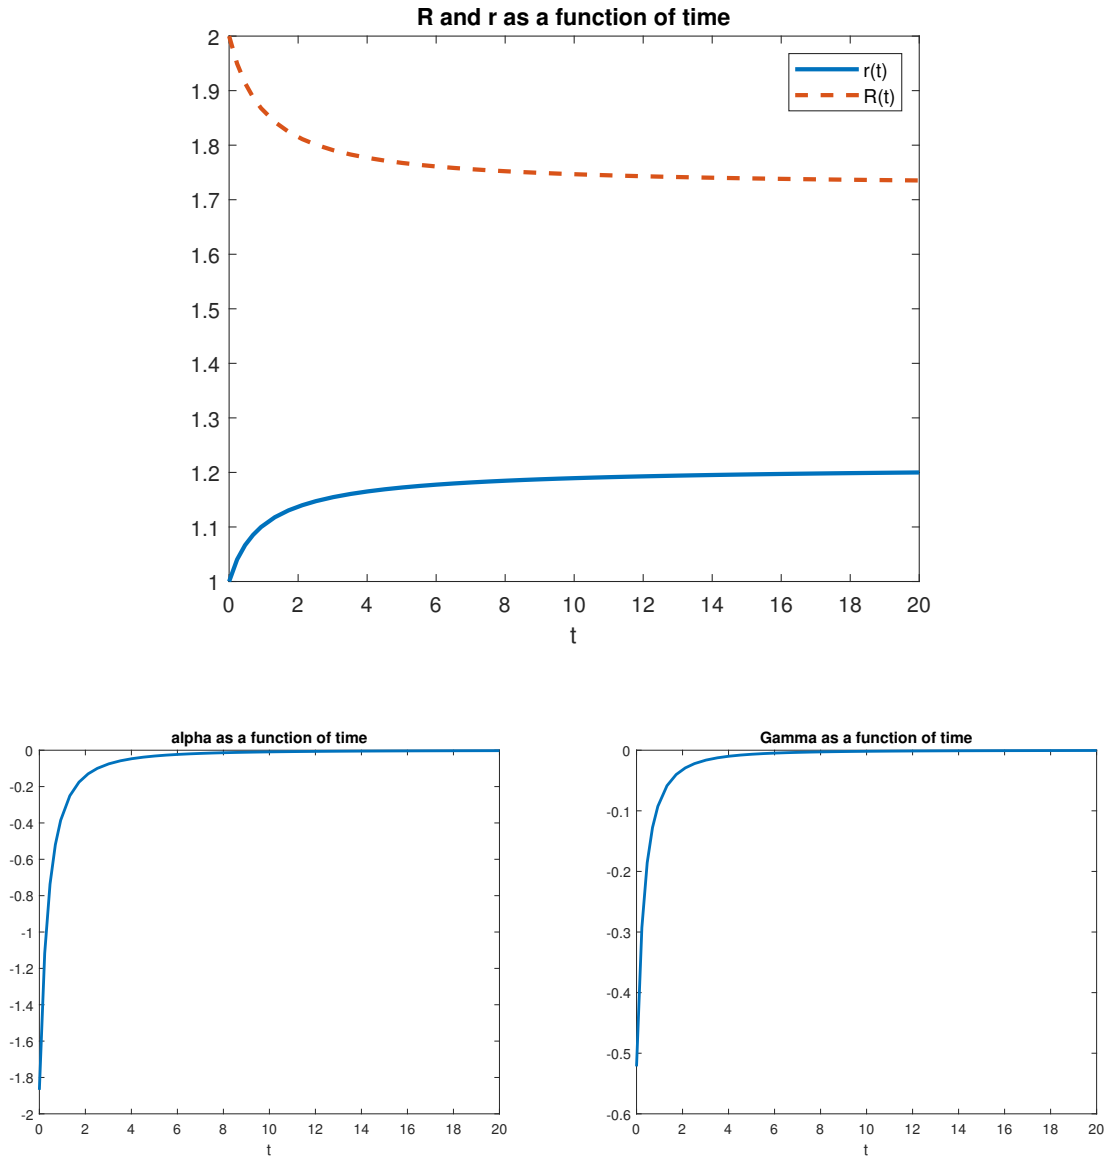 R and r as a function of time
r(t)
R(t)
2
1.9
1.8
1.7
1.6
1.5
1.4
1.3
1.2
1.1
1
0 2 4 6 8 10 12 14 16 18 20
t
alpha as a function of time
0
-0.2
-0.4
-0.6
-0.8
-1
-1.2
-1.4
-1.6
-1.8
-2
0 2 4 6 8 10 12 14 16 18 20
t
Gamma as a function of time
0
-0.1
-0.2
-0.3
-0.4
-0.5
-0.6
0 2 4 6 8 10 12 14 16 18 20
t